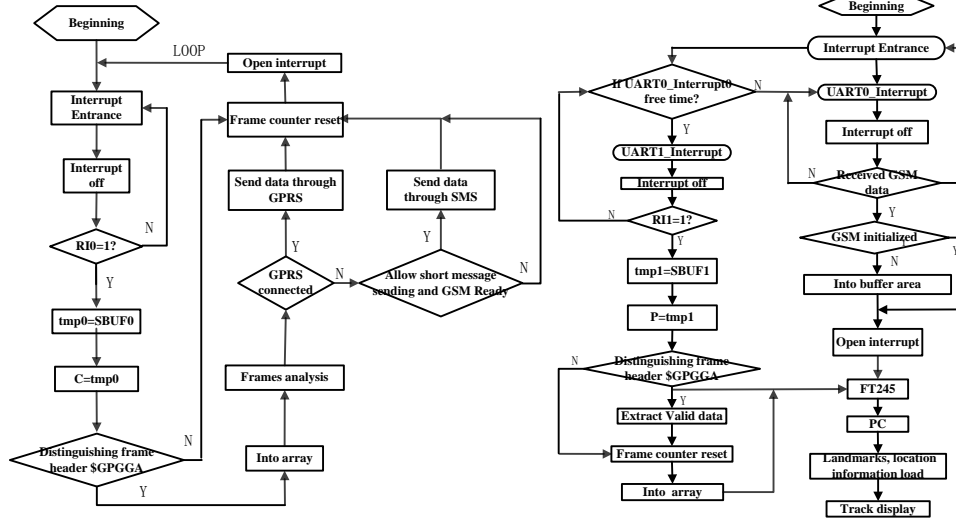 Beginning
LOOP
Open interrupt
Interrupt
Entrance
Frame counter reset
Interrupt
off
Send data through
GPRS
Send data
through SMS
N
RI0=1?
Y
Y
Y
GPRS
connected
N
Allow short message
sending and GSM Ready
N
tmp0=SBUF0
C=tmp0
Frames analysis
Distinguishing frame
header $GPGGA
N
Into array
Y
Beginning
Interrupt Entrance
If UART0_Interrupt0
free time?
N
UART0_Interrupt
Y
Interrupt off
UART1_Interrupt
Interrupt off
N
Received GSM
data
N
RI1=1?
Y
Y
GSM initialized
Y
N
tmp1=SBUF1
Into buffer area
P=tmp1
Open interrupt
N
Distinguishing frame
header $GPGGA
Y
FT245
Extract Valid data
PC
Frame counter reset
Landmarks, location
information load
Into array
Track display